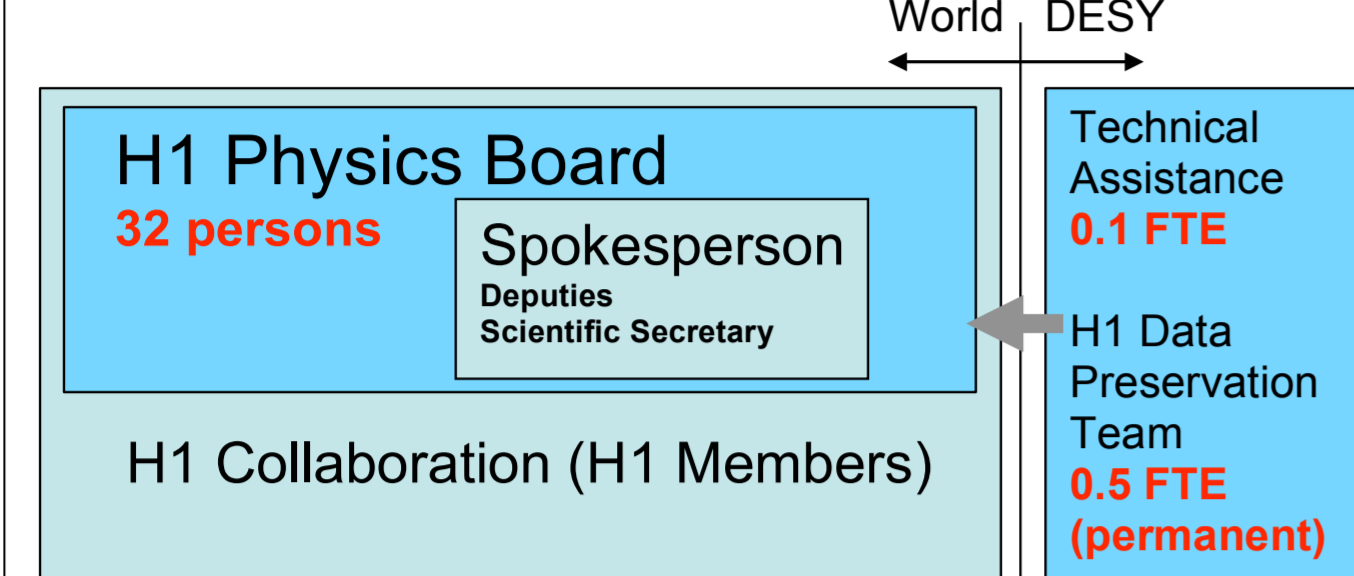 World DESY
H1 Physics Board
32 persons
Spokesperson
Deputies
Scientific Secretary
H1 Collaboration (H1 Members)
Technical
Assistance
0.1 FTE
H1 Data
Preservation
Team
0.5 FTE
(permanent)